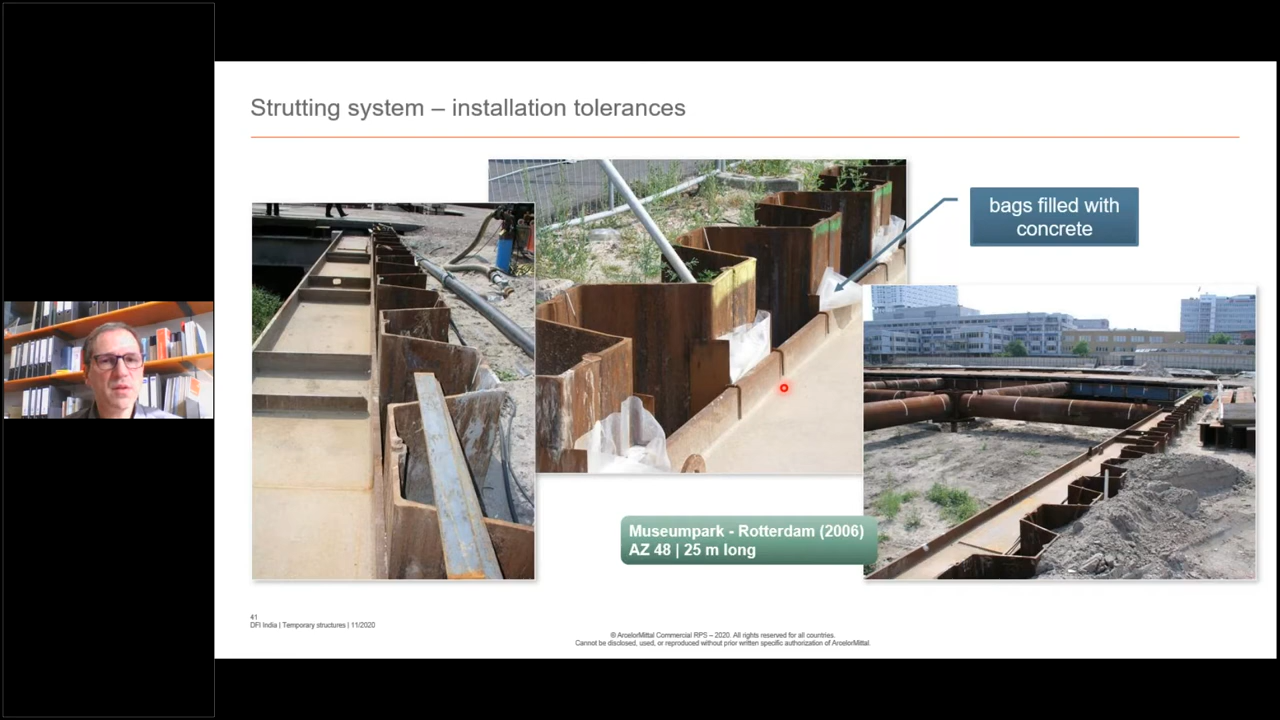 Strutting system – installation tolerances
bags filled with
concrete
Museumpark - Rotterdam (2006)
AZ 48 | 25 m long
41
DFI India | Temporary structures | 11/2020
© ArcelorMittal Commercial RPS – 2020. All rights reserved for all countries.
Cannot be disclosed, used, or reproduced without prior written specific authorization of ArcelorMittal.